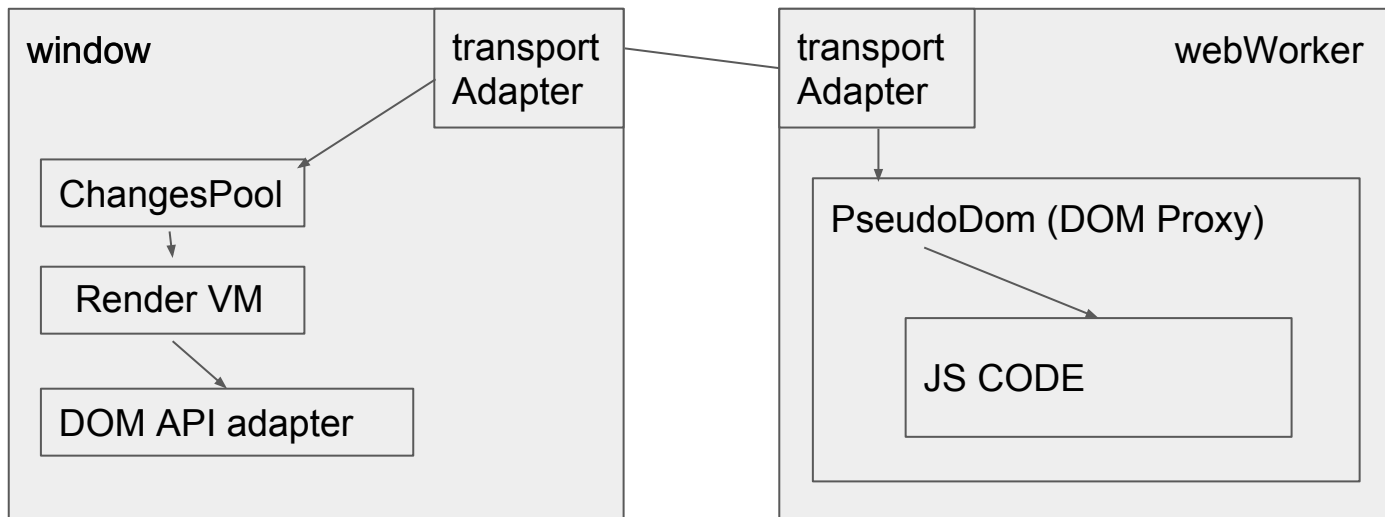 window
transport
Adapter
ChangesPool
Render VM
DOM API adapter
transport
Adapter
webWorker
PseudoDom (DOM Proxy)
JS CODE